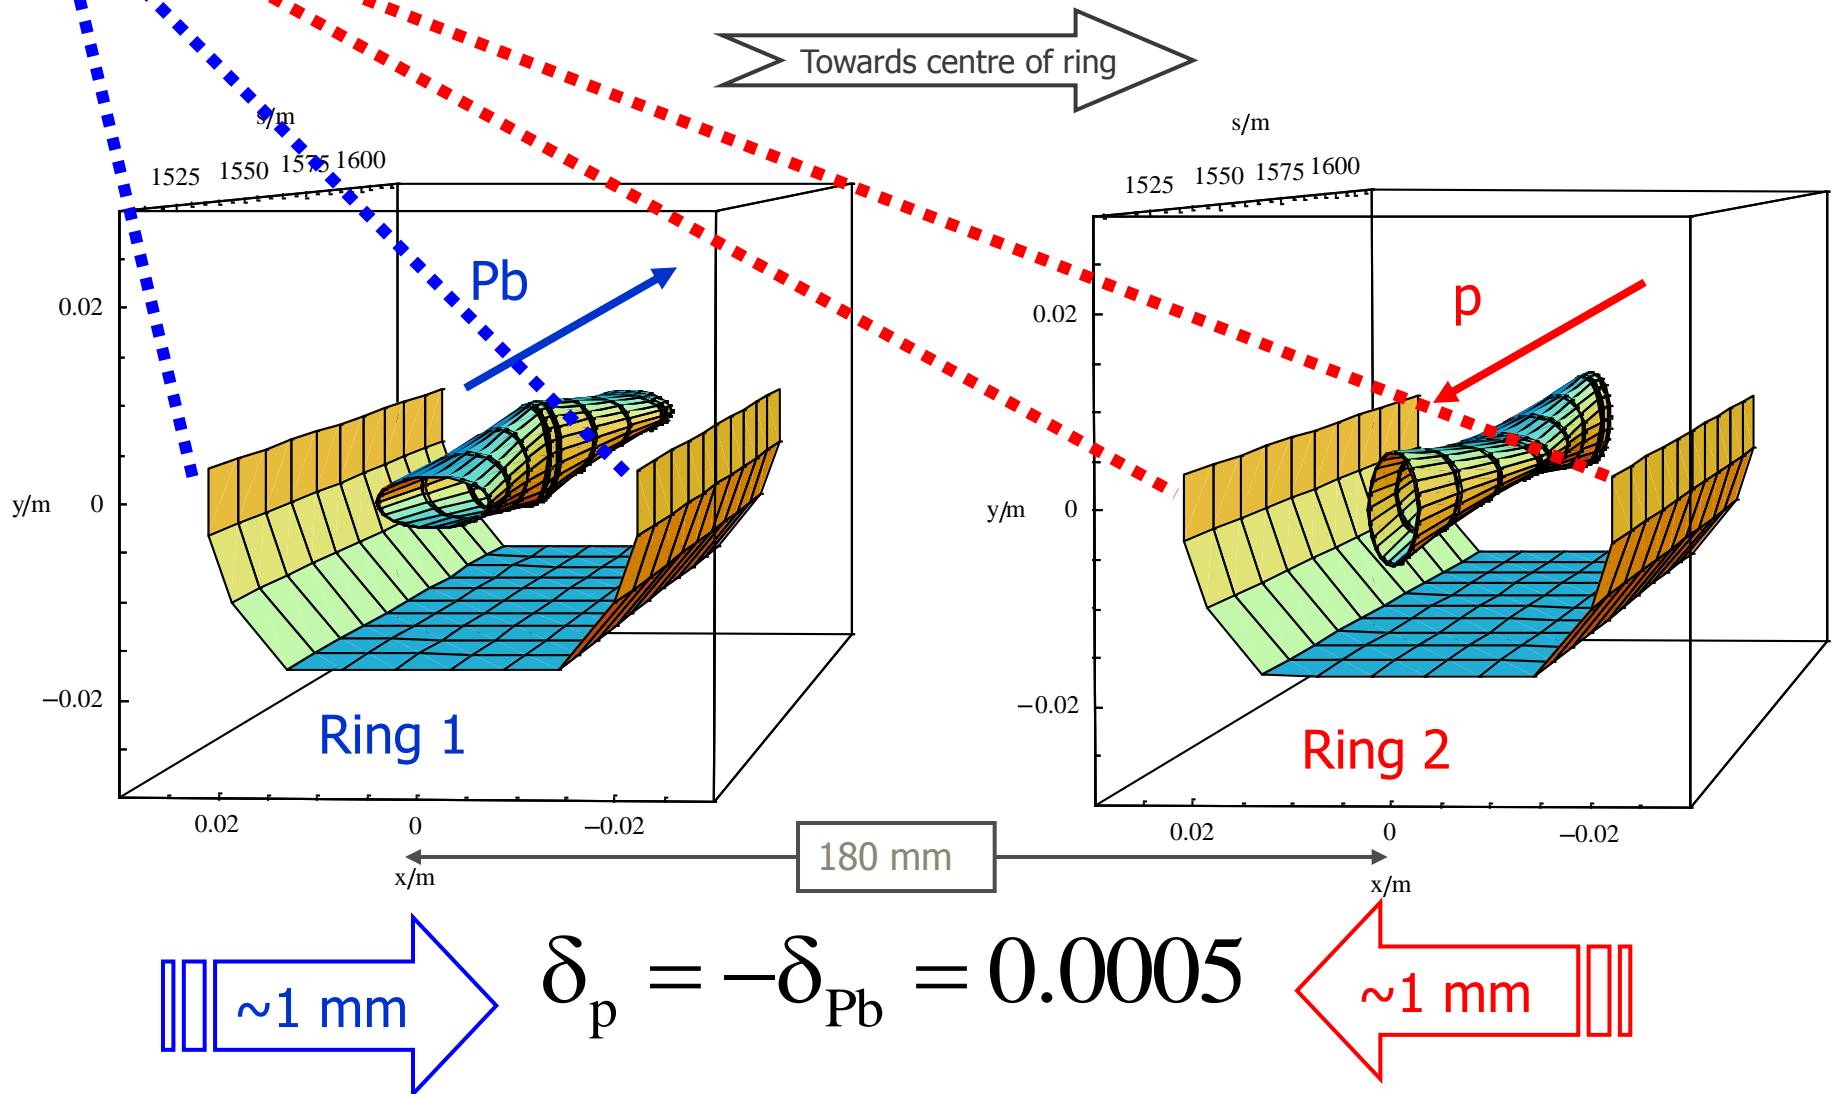 Towards centre of ring
s/m
1525 1550 1575 1600
s/m
1525 1550 1575 1600
Pb
p
0.02
0.02
y/m 0
y/m 0
−0.02
−0.02
Ring 1
Ring 2
0.02 0 −0.02
0.02 0 −0.02
180 mm
x/m
x/m
~1 mm
δp = −δPb = 0.0005
~1 mm